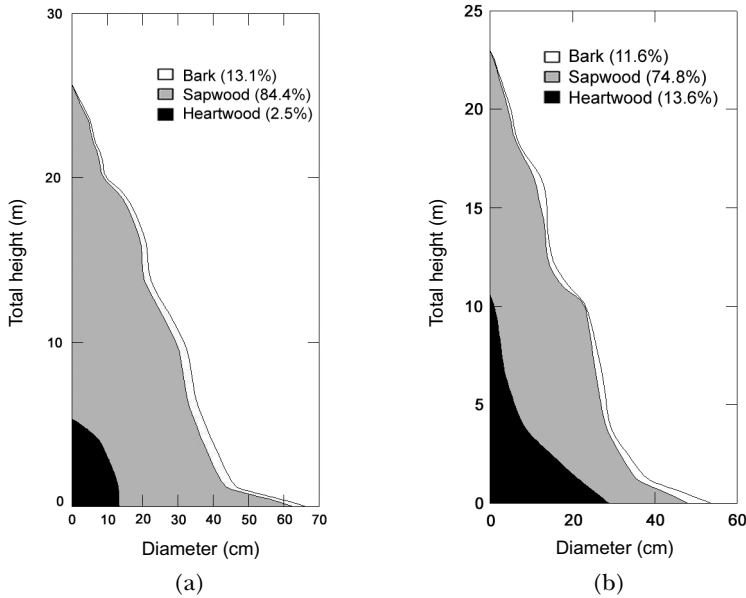 30
Bark (13.1%)
Sapwood (84.4%)
Heartwood (2.5%)
20
Total height (m)
10
0
0 10 20 30 40 50 60 70
Diameter (cm)
(a)
25
Bark (11.6%)
Sapwood (74.8%)
Heartwood (13.6%)
20
15
Total height (m)
10
5
0
0 20 40 60
Diameter (cm)
(b)